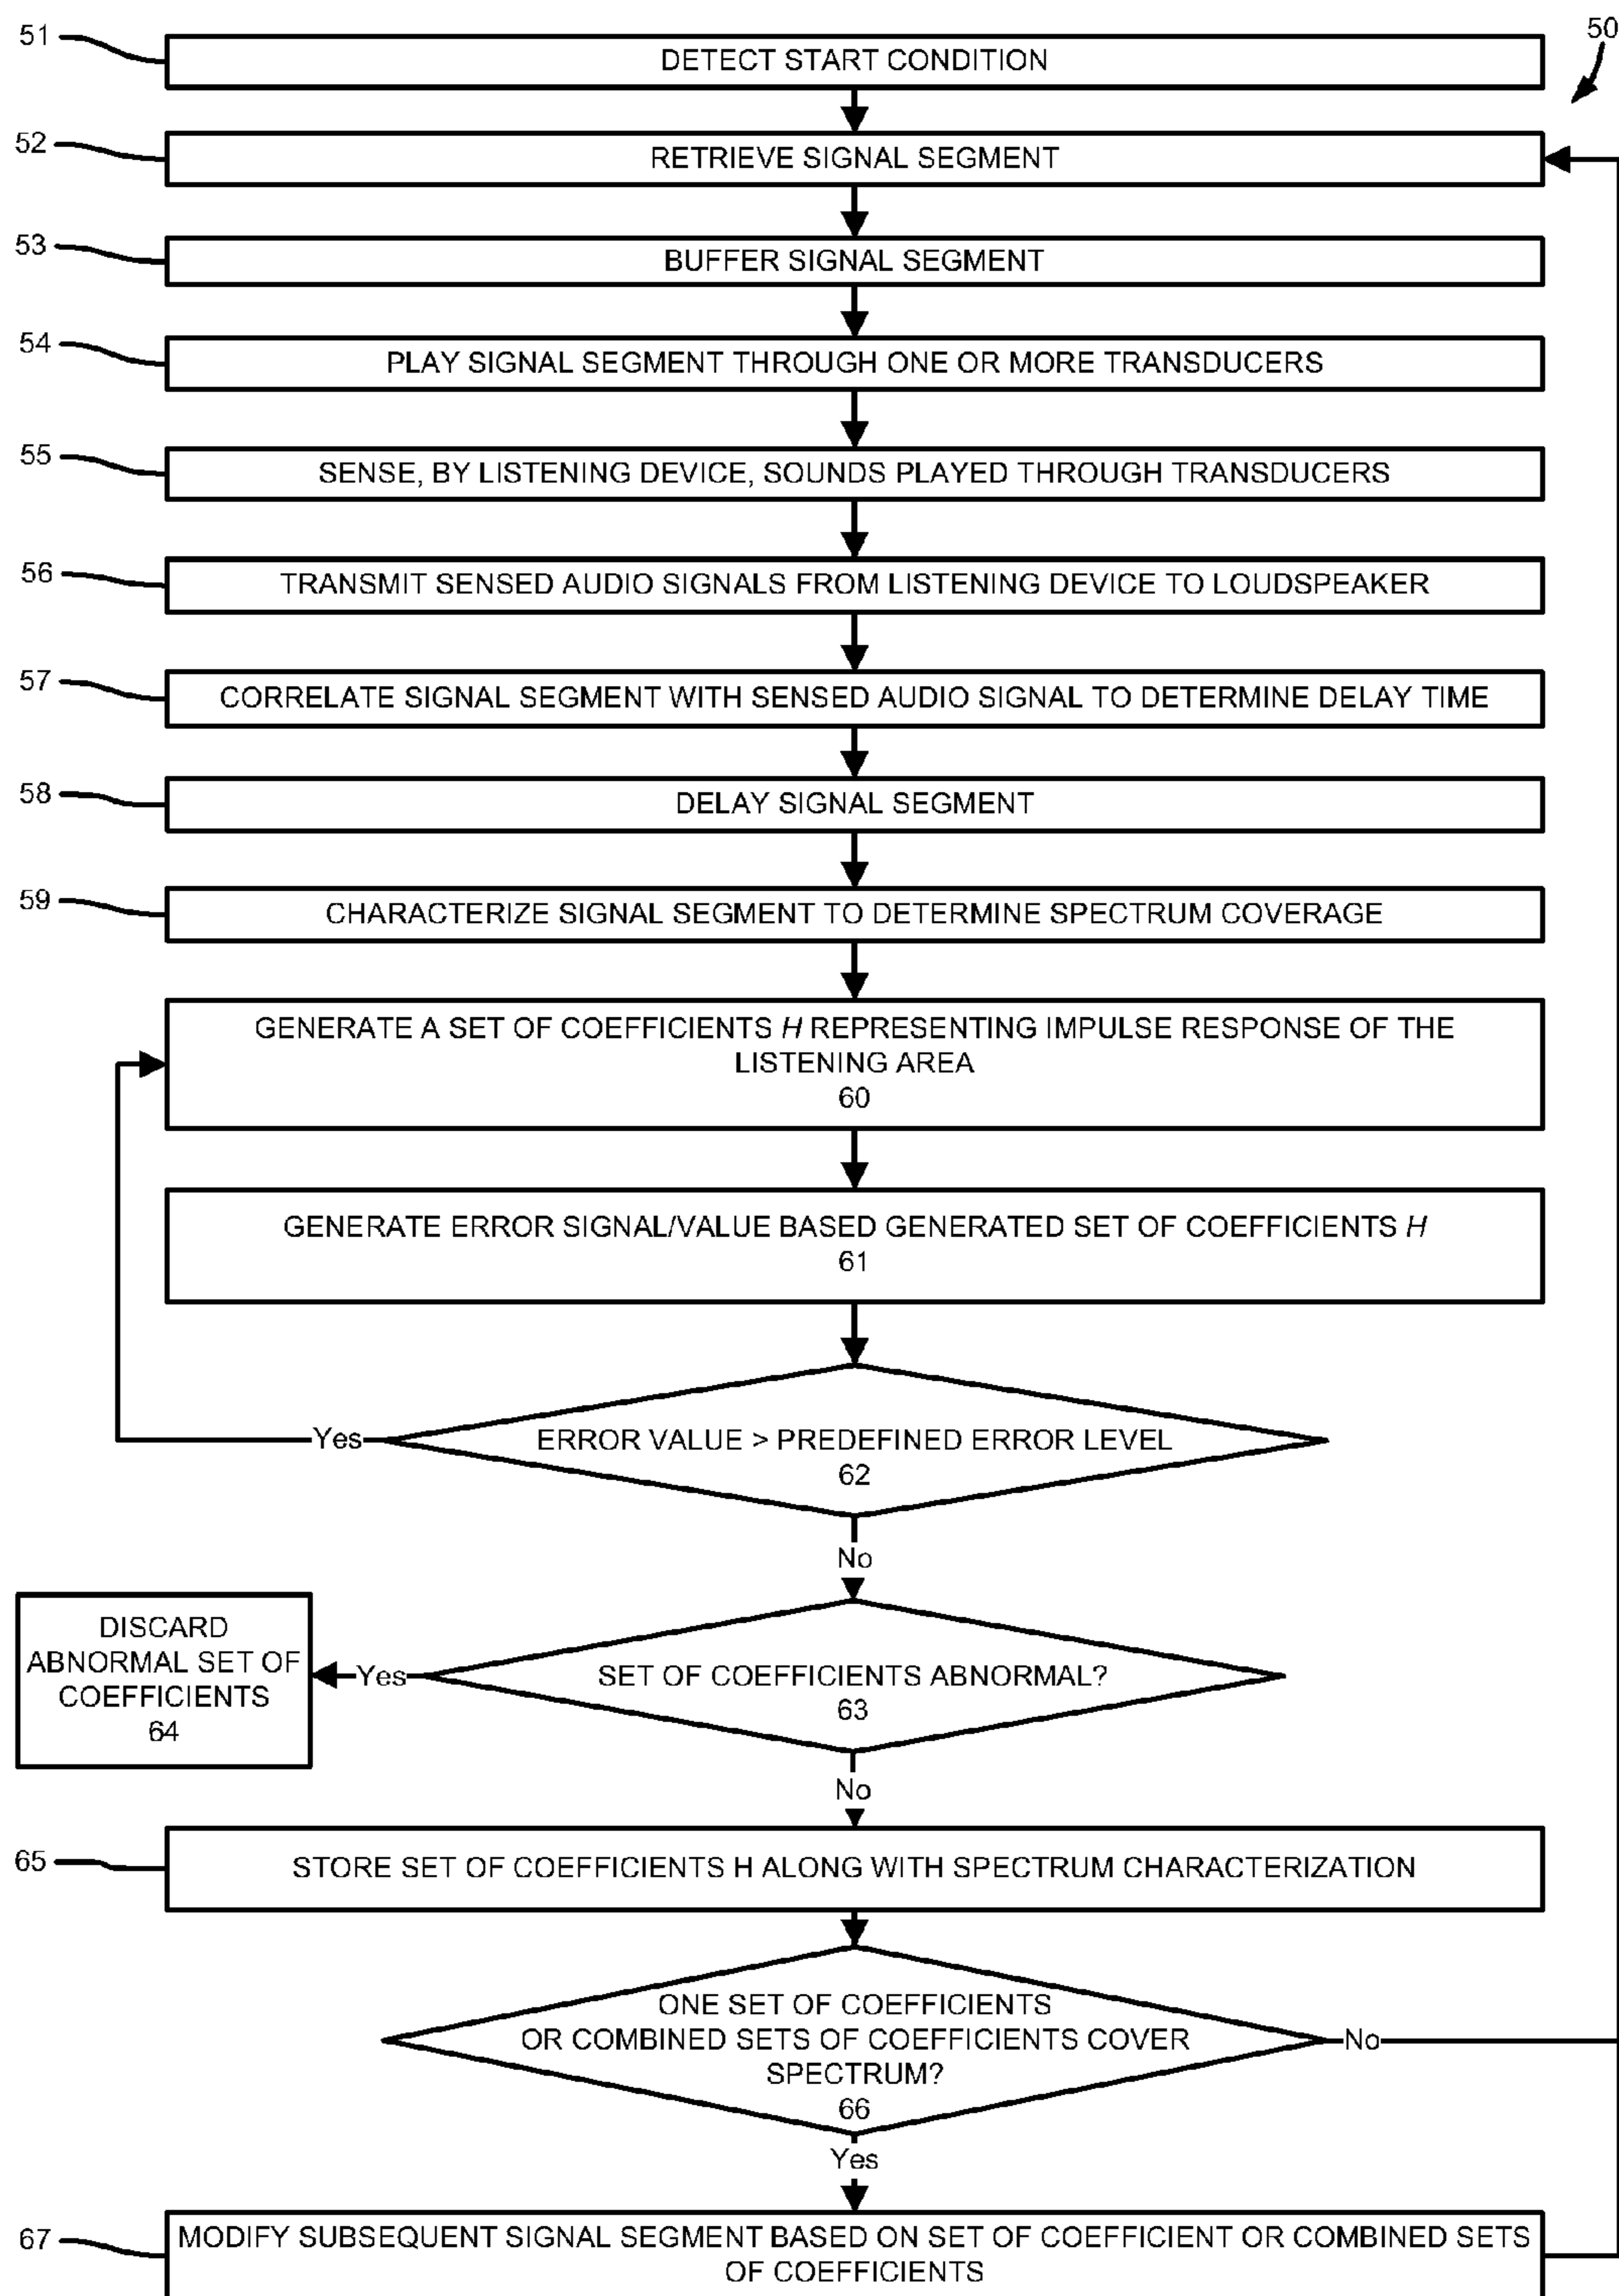 50
51
DETECT START CONDITION
52
RETRIEVE SIGNAL SEGMENT
53
BUFFER SIGNAL SEGMENT
54
PLAY SIGNAL SEGMENT THROUGH ONE OR MORE TRANSDUCERS
55
SENSE, BY LISTENING DEVICE, SOUNDS PLAYED THROUGH TRANSDUCERS
56
TRANSMIT SENSED AUDIO SIGNALS FROM LISTENING DEVICE TO LOUDSPEAKER
57
CORRELATE SIGNAL SEGMENT WITH SENSED AUDIO SIGNAL TO DETERMINE DELAY TIME
58
DELAY SIGNAL SEGMENT
59
CHARACTERIZE SIGNAL SEGMENT TO DETERMINE SPECTRUM COVERAGE
GENERATE A SET OF COEFFICIENTS H REPRESENTING IMPULSE RESPONSE OF THE
LISTENING AREA
60
GENERATE ERROR SIGNAL/VALUE BASED GENERATED SET OF COEFFICIENTS H
61
ERROR VALUE > PREDEFINED ERROR LEVEL
62
Yes
No
SET OF COEFFICIENTS ABNORMAL?
63
Yes
DISCARD
ABNORMAL SET OF
COEFFICIENTS
64
No
65
STORE SET OF COEFFICIENTS H ALONG WITH SPECTRUM CHARACTERIZATION
ONE SET OF COEFFICIENTS
OR COMBINED SETS OF COEFFICIENTS COVER
SPECTRUM?
66
No
Yes
67
MODIFY SUBSEQUENT SIGNAL SEGMENT BASED ON SET OF COEFFICIENT OR COMBINED SETS
OF COEFFICIENTS